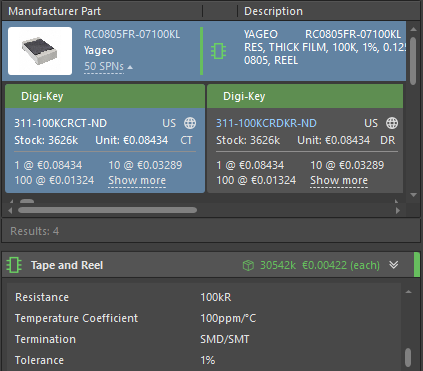 Manufacturer Part
Description
RC0805FR-07100KL
Yageo
50 SPNs
YAGEO RC0805FR-07100KL
RES, THICK FILM, 100K, 1%, 0.125
0805, REEL
Digi-Key
311-100KCRCT-ND US
Stock: 3626k Unit: €0.08434 CT
1 @ €0.08434 10 @ €0.03289
100 @ €0.01324 Show more
Digi-Key
311-100KCRDKR-ND US
Stock: 3626k Unit: €0.08434 DR
1 @ €0.08434 10 @ €0.03289
100 @ €0.01324 Show more
Results: 4
Tape and Reel 30542k €0.00422 (each)
Resistance 100kR
Temperature Coefficient 100ppm/°C
Termination SMD/SMT
Tolerance 1%